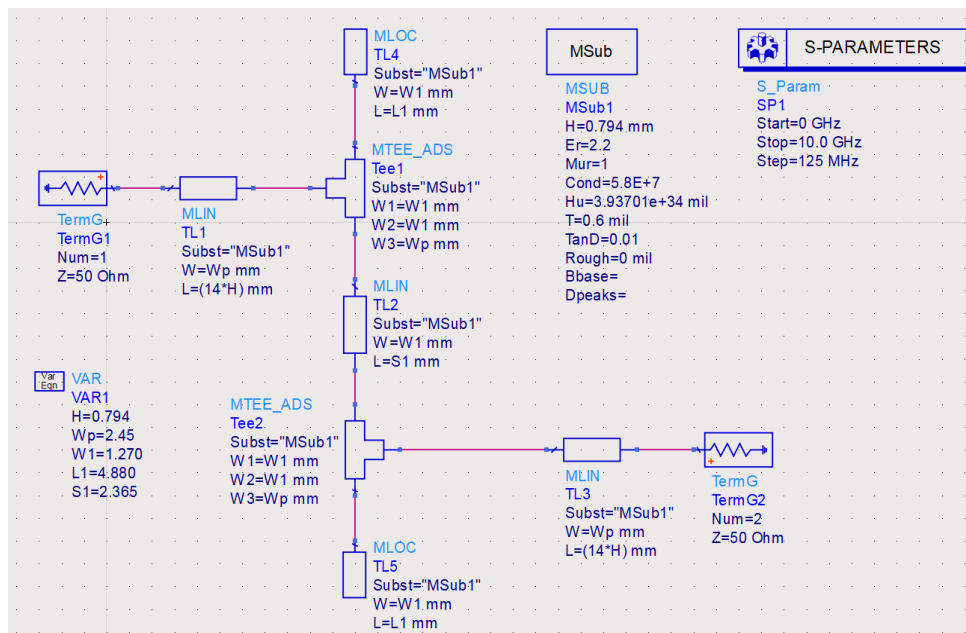 MLOC
TL4
Subst="MSub1"
W=W1 mm
L=L1 mm
MSub
MSUB
MSub1
H=0.794 mm
Er=2.2
Mur=1
Cond=5.8E+7
Hu=3.93701e+34 mil
T=0.6 mil
TanD=0.01
Rough=0 mil
Bbase=
Dpeaks=
S-PARAMETERS
S_Param
SP1
Start=0 GHz
Stop=10.0 GHz
Step=125 MHz
MTEE_ADS
Tee1
Subst="MSub1"
W1=W1 mm
W2=W1 mm
W3=Wp mm
TermG
TermG1
Num=1
Z=50 Ohm
MLIN
TL1
Subst="MSub1"
W=Wp mm
L=(14*H) mm
MLIN
TL2
Subst="MSub1"
W=W1 mm
L=S1 mm
Var
Eqn
VAR
VAR1
H=0.794
Wp=2.45
W1=1.270
L1=4.880
S1=2.365
MTEE_ADS
Tee2
Subst="MSub1"
W1=W1 mm
W2=W1 mm
W3=Wp mm
MLIN
TL3
Subst="MSub1"
W=Wp mm
L=(14*H) mm
TermG
TermG2
Num=2
Z=50 Ohm
MLOC
TL5
Subst="MSub1"
W=W1 mm
L=L1 mm